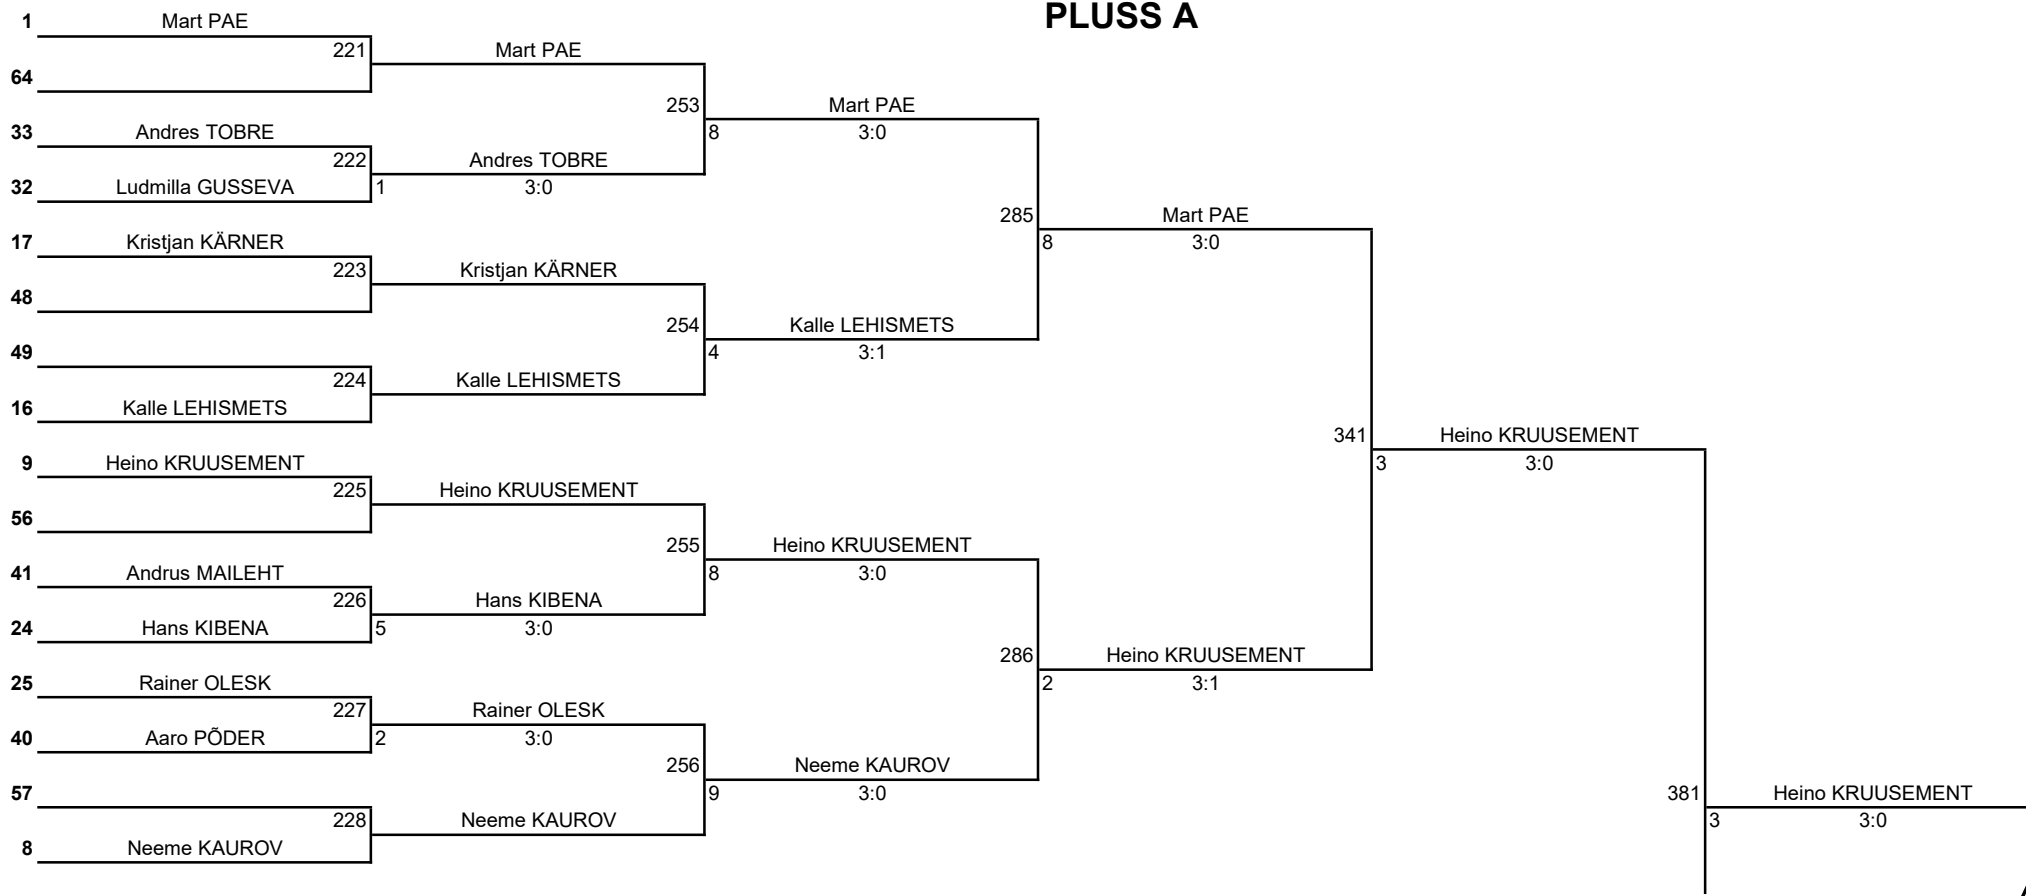 PLUSS A
1 Mart PAE
221 Mart PAE
64
253 Mart PAE
33 Andres TOBRE
8 3:0
222 Andres TOBRE
32 Ludmilla GUSSEVA 1 3:0
285 Mart PAE
17 Kristjan KÄRNER
8 3:0
223 Kristjan KÄRNER
48
254 Kalle LEHISMETS
49
4 3:1
224 Kalle LEHISMETS
16 Kalle LEHISMETS
341 Heino KRUUSEMENT
9 Heino KRUUSEMENT
3 3:0
225 Heino KRUUSEMENT
56
255 Heino KRUUSEMENT
41 Andrus MAILEHT
8 3:0
226 Hans KIBENA
24 Hans KIBENA 5 3:0
286 Heino KRUUSEMENT
25 Rainer OLESK
2 3:1
227 Rainer OLESK
40 Aaro PÕDER 2 3:0
256 Neeme KAUROV
57
9 3:0
381 Heino KRUUSEMENT
228 Neeme KAUROV
3 3:0
8 Neeme KAUROV